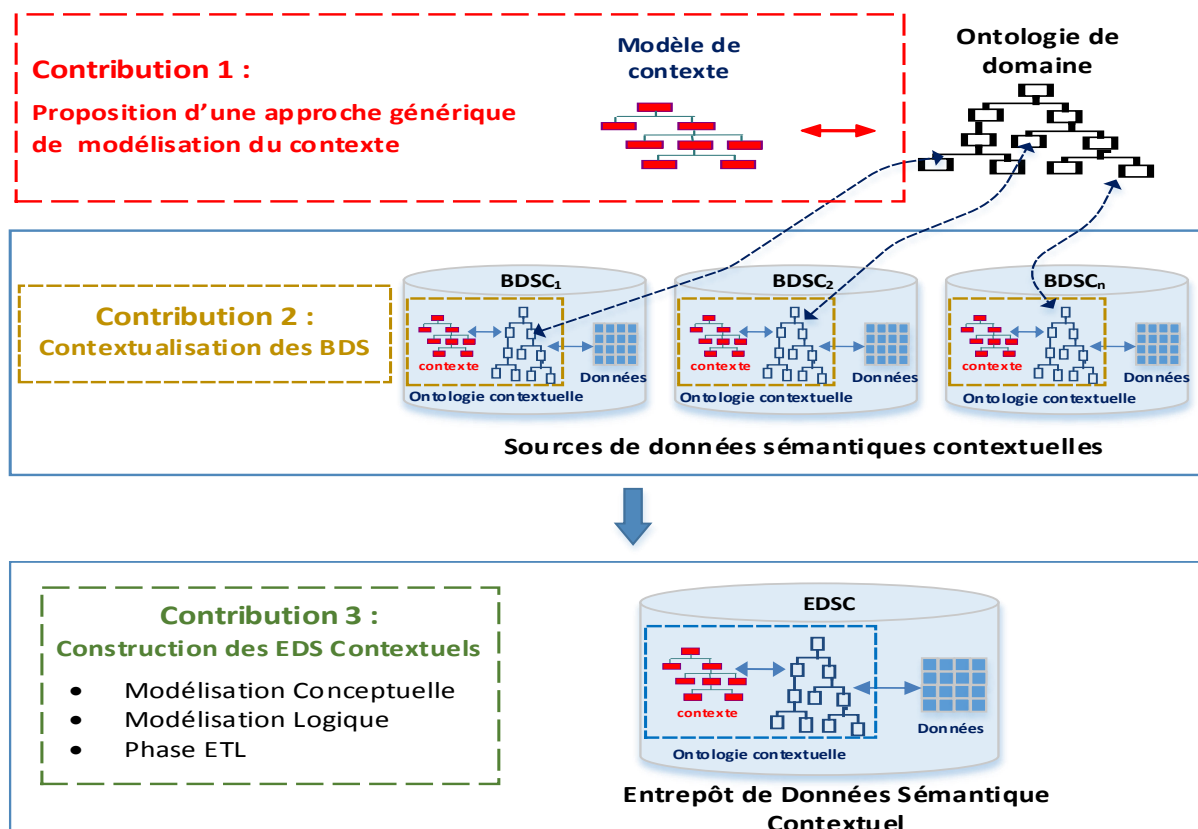 Contribution 1 :
Proposition d’une approche générique
de modélisation du contexte
Modèle de
contexte
Ontologie de
domaine
Contribution 2 :
Contextualisation des BDS
BDSC1
contexte
Données
Ontologie contextuelle
BDSC2
contexte
Données
Ontologie contextuelle
BDSCn
contexte
Données
Ontologie contextuelle
Sources de données sémantiques contextuelles
Contribution 3 :
Construction des EDS Contextuels
• Modélisation Conceptuelle
• Modélisation Logique
• Phase ETL
EDSC
contexte
Données
Ontologie contextuelle
Entrepôt de Données Sémantique
Contextuel